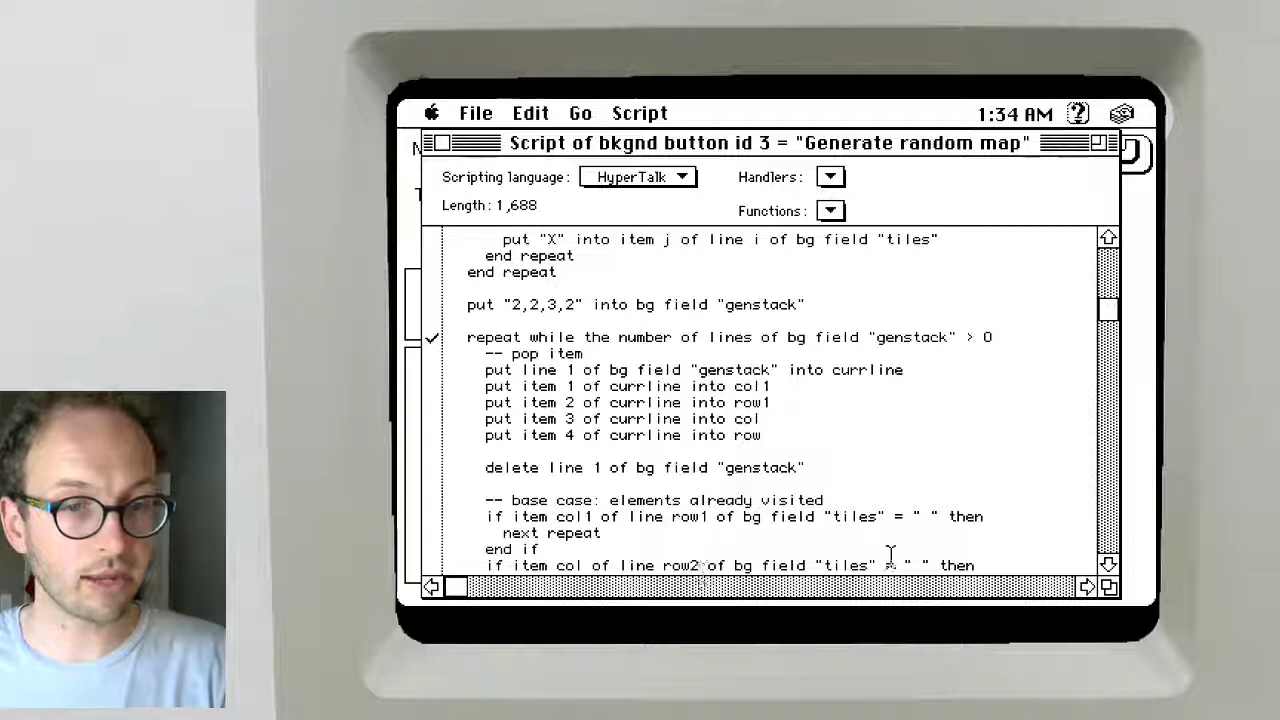 File Edit Go Script 1:34 AM
Script of bkgnd button id 3 = "Generate random map"
Scripting language: HyperTalk Handlers:
Length: 1,688
Functions:
put "X" into item j of line i of bg field "tiles"
end repeat
end repeat
put "2,2,3,2" into bg field "genstack"
repeat while the number of lines of bg field "genstack" > 0
-- pop item
put line 1 of bg field "genstack" into currline
put item 1 of currline into col1
put item 2 of currline into row1
put item 3 of currline into col
put item 4 of currline into row
delete line 1 of bg field "genstack"
-- base case: elements already visited
if item col1 of line row1 of bg field "tiles" = " " then
next repeat
end if
if item col of line row2 of bg field "tiles" = " " then